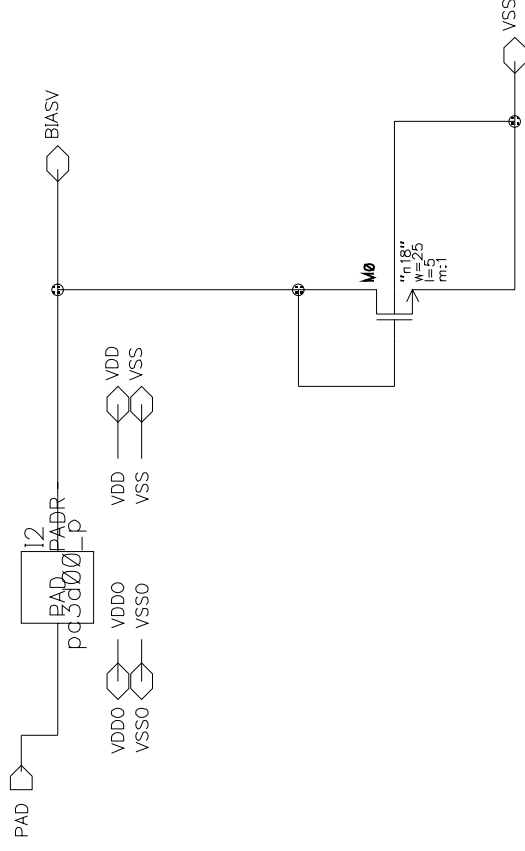 PAD
I2
PAD PADR
pc3d00_p
BIASV
VDDO VDDO
VSSO VSSO
VDD VDD
VSS VSS
M0
"n18"
w=25
l=5
m:1
VSS